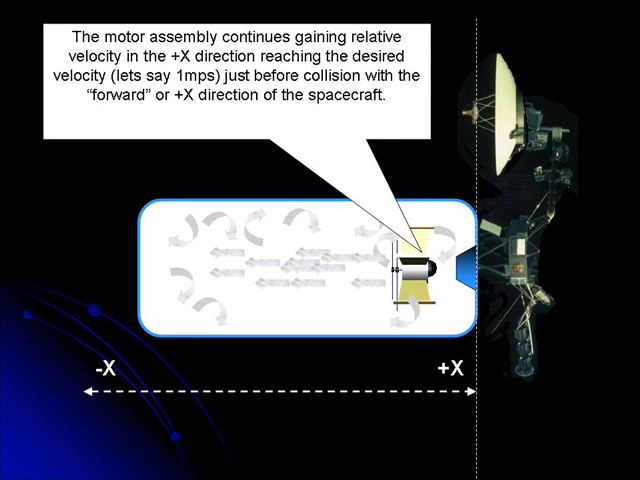 The motor assembly continues gaining relative
velocity in the +X direction reaching the desired
velocity (lets say 1mps) just before collision with the
“forward” or +X direction of the spacecraft.
-X
+X